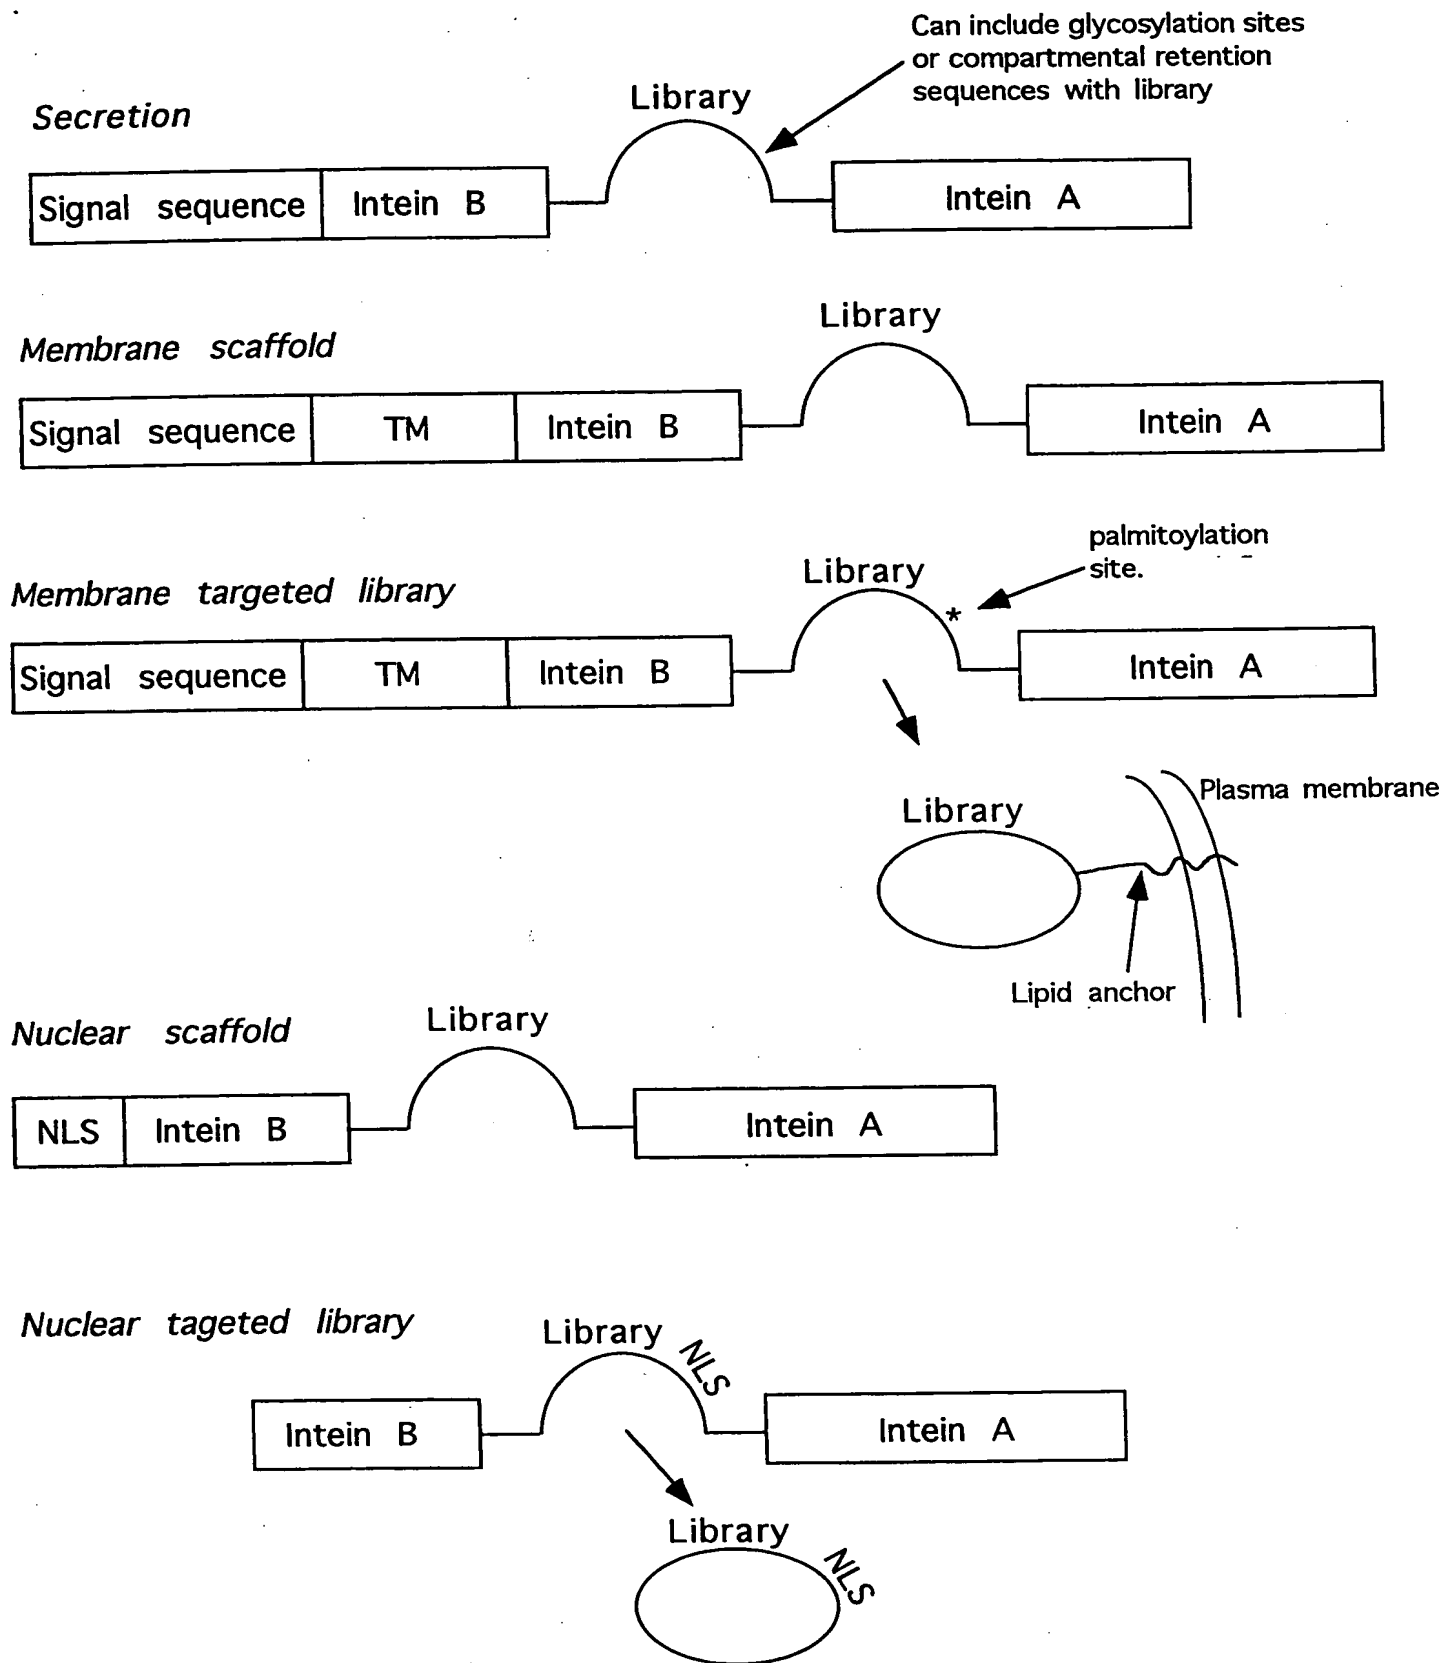 Can include glycosylation sites
or compartmental retention
sequences with library
Secretion
Library
Signal sequence
Intein B
Intein A
Membrane scaffold
Library
Signal sequence
TM
Intein B
Intein A
palmitoylation
site.
Membrane targeted library
Library
*
Signal sequence
TM
Intein B
Intein A
Plasma membrane
Library
Lipid anchor
Nuclear scaffold
Library
NLS
Intein B
Intein A
Nuclear tageted library
Library
NLS
Intein B
Intein A
Library
NLS